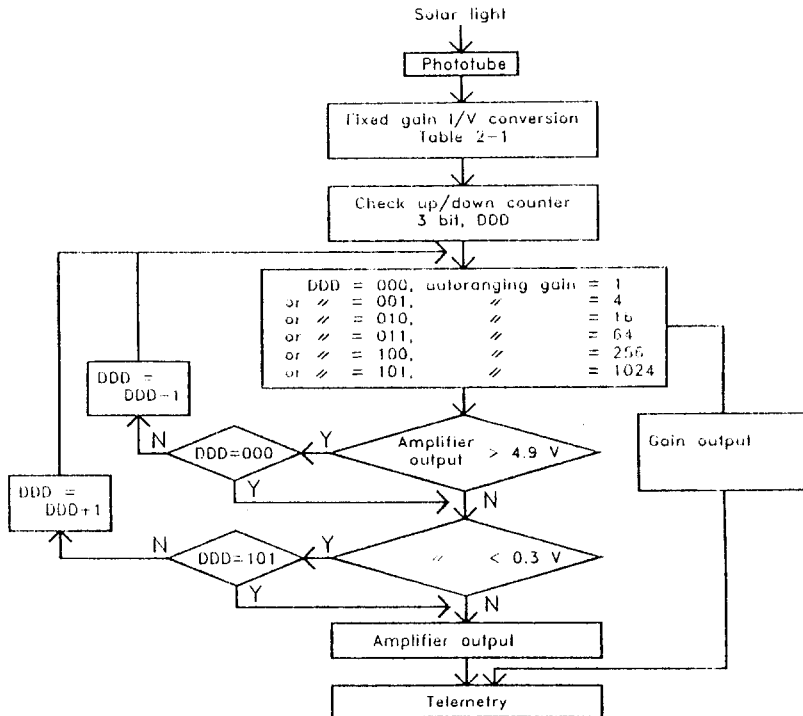 Solar light
Phototube
Fixed gain I/V conversion
Table 2-1
Check up/down counter
3 bit, DDD
DDD = 000, autoranging gain = 1
or 〃 = 001, 〃 = 4
or 〃 = 010, 〃 = 16
or 〃 = 011, 〃 = 64
or 〃 = 100, 〃 = 256
or 〃 = 101, 〃 = 1024
DDD =
DDD-1
N
DDD=000
Y
Amplifier
output > 4.9 V
Gain output
Y
N
DDD =
DDD+1
N
DDD=101
Y
〃 < 0.3 V
Y
N
Amplifier output
Telemetry